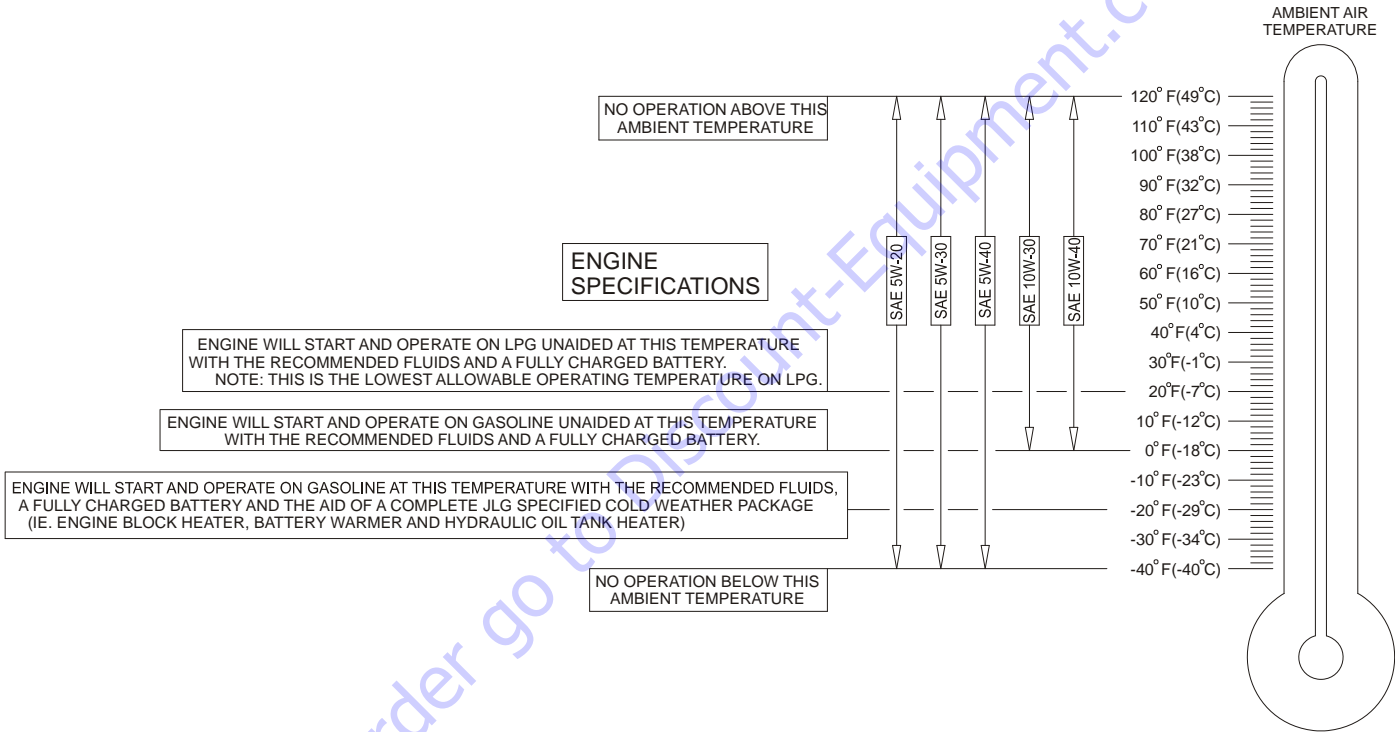 AMBIENT AIR
TEMPERATURE
NO OPERATION ABOVE THIS
AMBIENT TEMPERATURE
120° F(49°C)
110° F(43°C)
100° F(38°C)
90° F(32°C)
80° F(27°C)
70° F(21°C)
60° F(16°C)
50° F(10°C)
40°F(4°C)
30°F(-1°C)
20°F(-7°C)
10°F(-12°C)
0°F(-18°C)
-10°F(-23°C)
-20°F(-29°C)
-30°F(-34°C)
-40°F(-40°C)
SAE 5W-20
SAE 5W-30
SAE 5W-40
SAE 10W-30
SAE 10W-40
ENGINE
SPECIFICATIONS
ENGINE WILL START AND OPERATE ON LPG UNAIDED AT THIS TEMPERATURE
WITH THE RECOMMENDED FLUIDS AND A FULLY CHARGED BATTERY.
NOTE: THIS IS THE LOWEST ALLOWABLE OPERATING TEMPERATURE ON LPG.
ENGINE WILL START AND OPERATE ON GASOLINE UNAIDED AT THIS TEMPERATURE
WITH THE RECOMMENDED FLUIDS AND A FULLY CHARGED BATTERY.
ENGINE WILL START AND OPERATE ON GASOLINE AT THIS TEMPERATURE WITH THE RECOMMENDED FLUIDS,
A FULLY CHARGED BATTERY AND THE AID OF A COMPLETE JLG SPECIFIED COLD WEATHER PACKAGE
(IE. ENGINE BLOCK HEATER, BATTERY WARMER AND HYDRAULIC OIL TANK HEATER)
NO OPERATION BELOW THIS
AMBIENT TEMPERATURE
rder go to Discount-Equipment.c